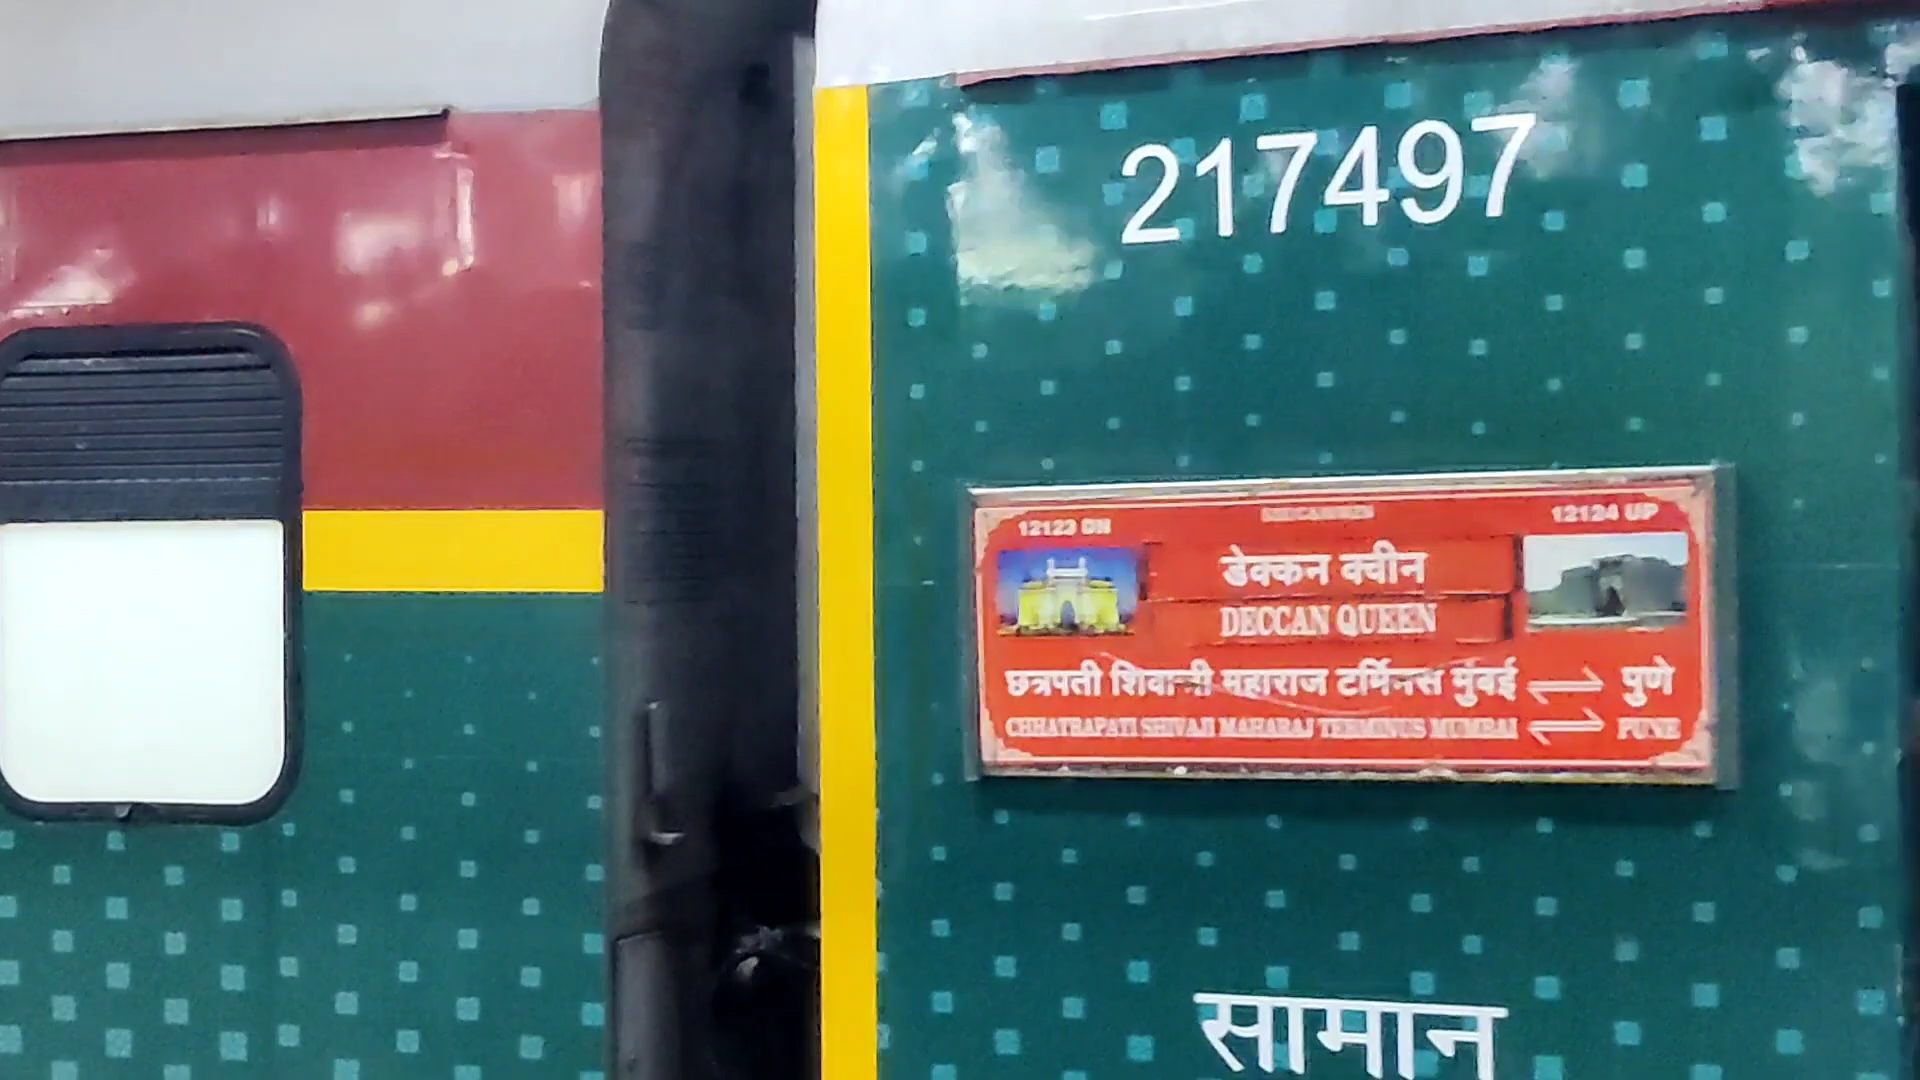 217497
12123 DN
12124 UP
डेक्कन क्वीन
DECCAN QUEEN
छत्रपती शिवाजी महाराज टर्मिनस मुंबई ⇌ पुणे
CHHATRAPATI SHIVAJI MAHARAJ TERMINUS MUMBAI ⇌ PUNE
सामान